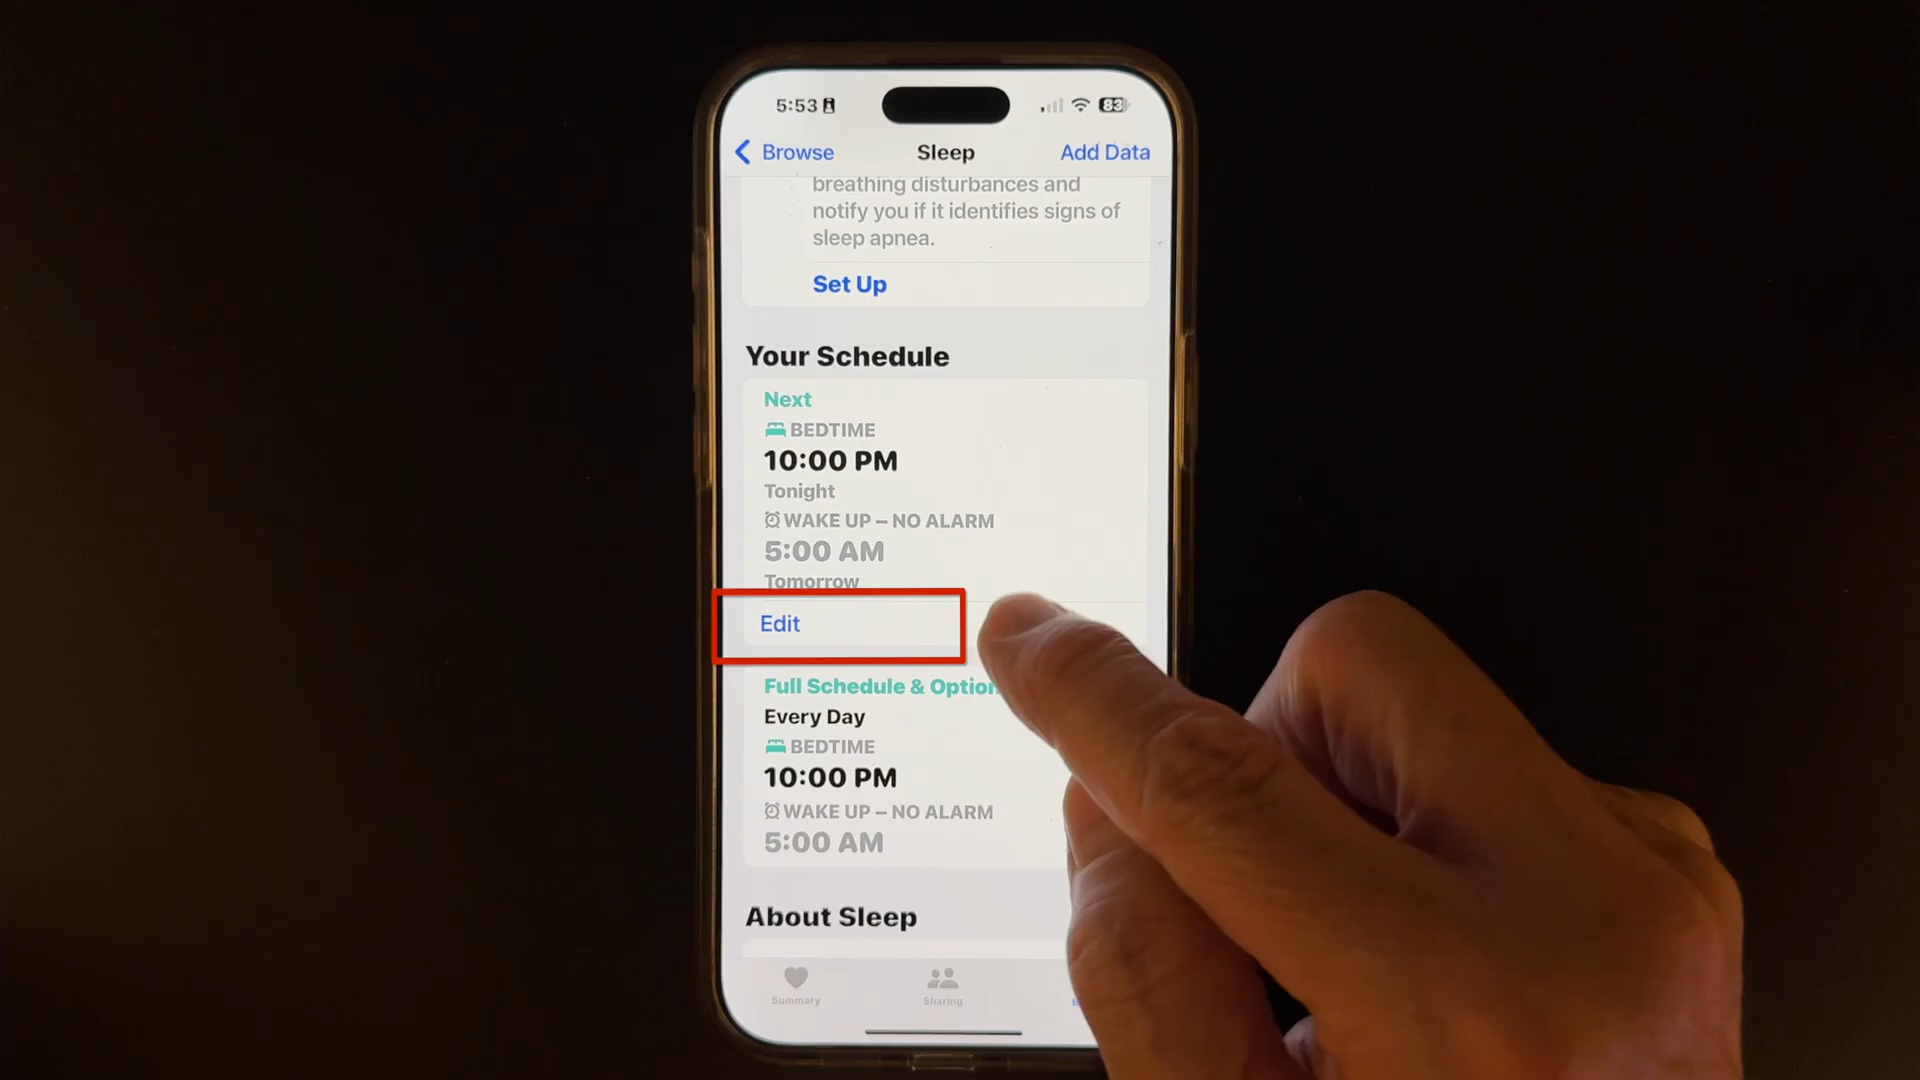 5:53
83
Browse
Sleep
Add Data
breathing disturbances and
notify you if it identifies signs of
sleep apnea.
Set Up
Your Schedule
Next
BEDTIME
10:00 PM
Tonight
WAKE UP – NO ALARM
5:00 AM
Tomorrow
Edit
Full Schedule & Option
Every Day
BEDTIME
10:00 PM
WAKE UP – NO ALARM
5:00 AM
About Sleep
Summary
Sharing